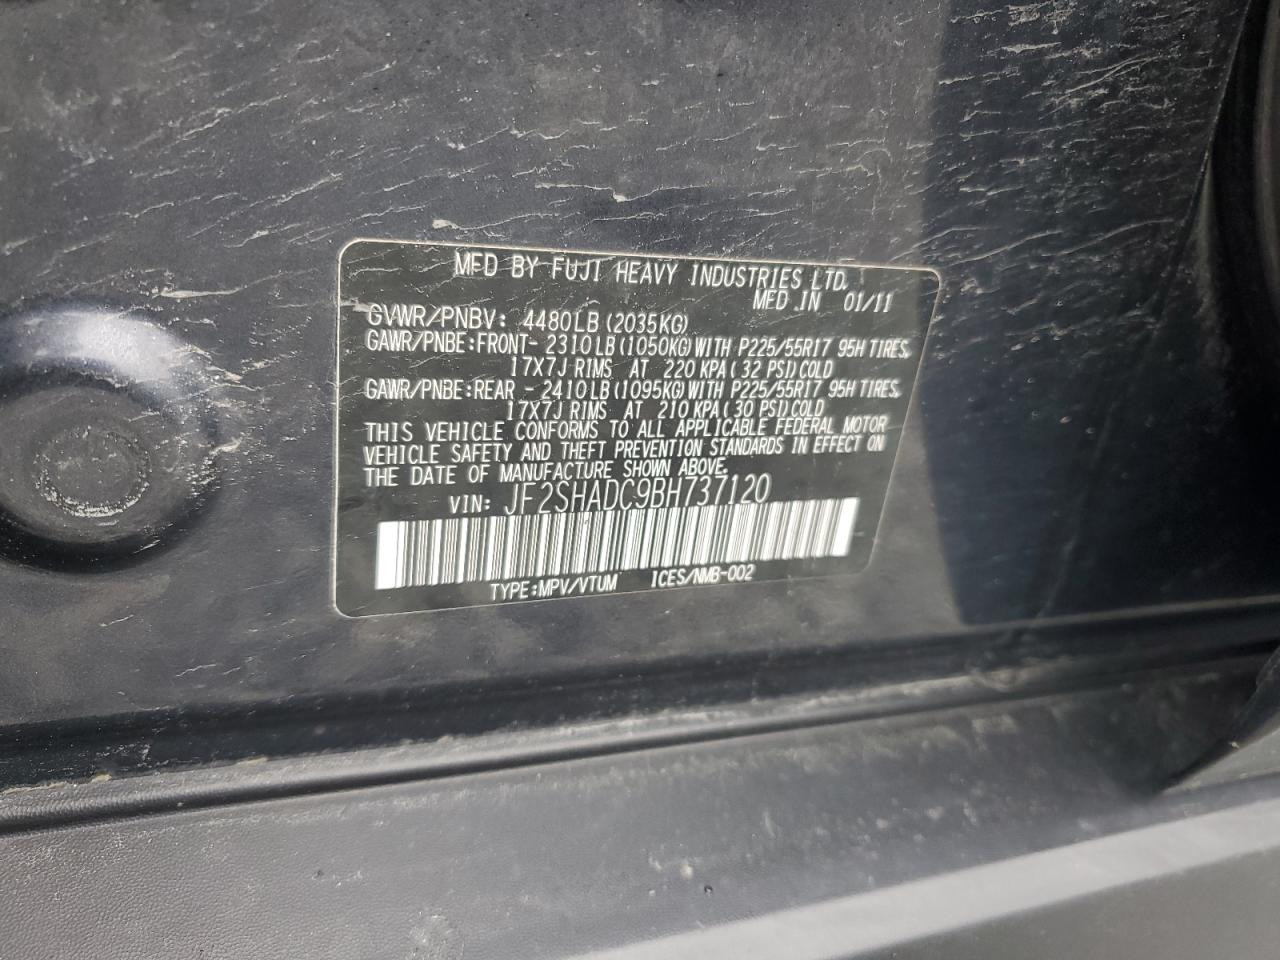 MFD BY FUJI HEAVY INDUSTRIES LTD.
MFD IN 01/11
GVWR/PNBV: 4480LB (2035KG)
GAWR/PNBE:FRONT- 2310LB (1050KG) WITH P225/55R17 95H TIRES,
17X7J RIMS AT 220 KPA (32 PSI) COLD
GAWR/PNBE:REAR - 2410LB (1095KG) WITH P225/55R17 95H TIRES,
17X7J RIMS AT 210 KPA (30 PSI) COLD
THIS VEHICLE CONFORMS TO ALL APPLICABLE FEDERAL MOTOR
VEHICLE SAFETY AND THEFT PREVENTION STANDARDS IN EFFECT ON
THE DATE OF MANUFACTURE SHOWN ABOVE.
VIN: JF2SHADC9BH737120
TYPE:MPV/VTUM ICES/NMB-002